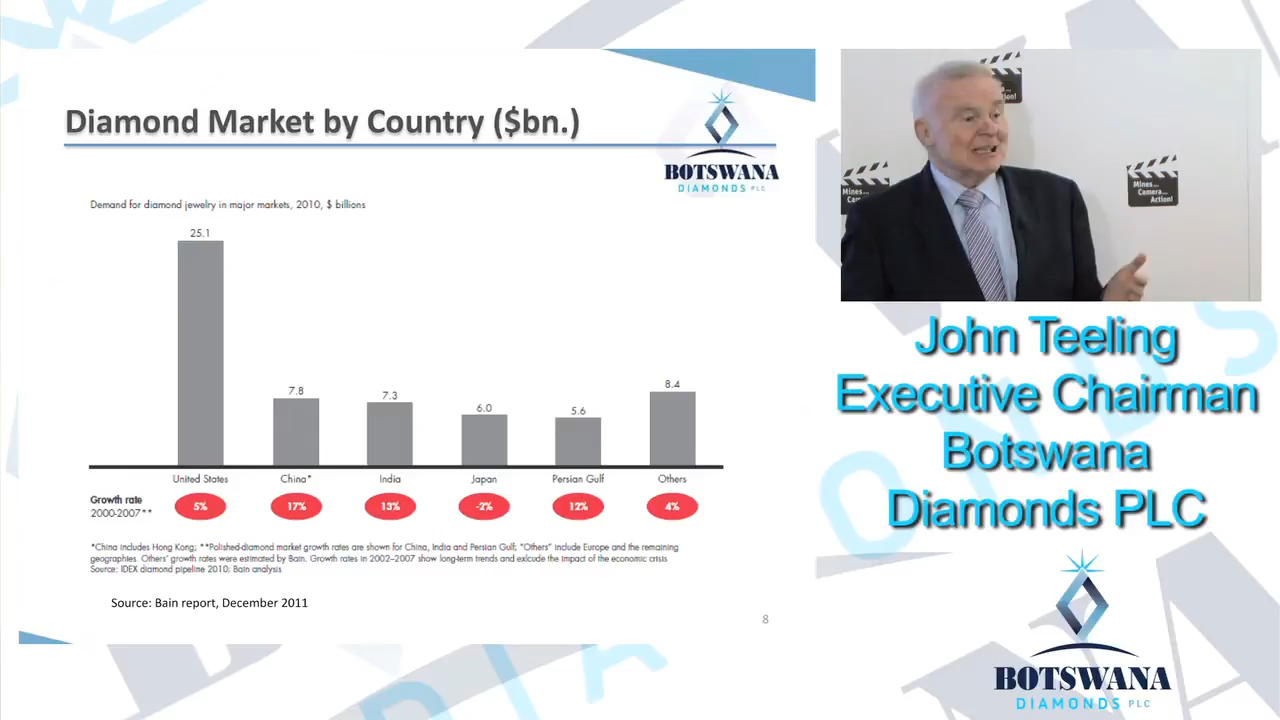 Diamond Market by Country ($bn.)
BOTSWANA
DIAMONDS PLC
Demand for diamond jewelry in major markets, 2010, $ billions
25.1
7.8
7.3
6.0
5.6
8.4
United States
China*
India
Japan
Persian Gulf
Others
Growth rate
2000-2007**
5%
17%
13%
-2%
12%
4%
*China includes Hong Kong; **Polished-diamond market growth rates are shown for China, India and Persian Gulf; "Others" include Europe and the remaining
geographies. Others' growth rates were estimated by Bain. Growth rates in 2002–2007 show long-term trends and exlcude the impact of the economic crisis
Source: IDEX diamond pipeline 2010; Bain analysis
Source: Bain report, December 2011
8
Mines...
Camera...
Action!
John Teeling
Executive Chairman
Botswana
Diamonds PLC
BOTSWANA
DIAMONDS PLC